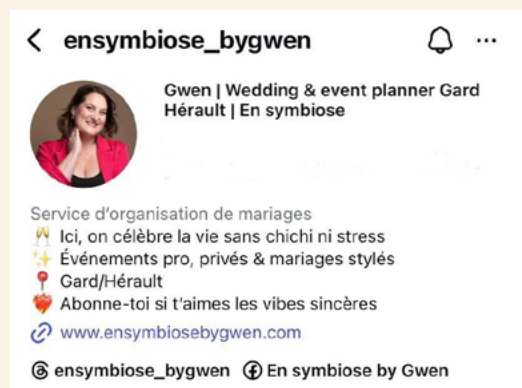 ensymbiose_bygwen
Gwen | Wedding & event planner Gard
Hérault | En symbiose
Service d'organisation de mariages
🥂 Ici, on célèbre la vie sans chichi ni stress
✨ Événements pro, privés & mariages stylés
📍 Gard/Hérault
❤️‍🔥 Abonne-toi si t'aimes les vibes sincères
www.ensymbiosebygwen.com
ensymbiose_bygwen En symbiose by Gwen